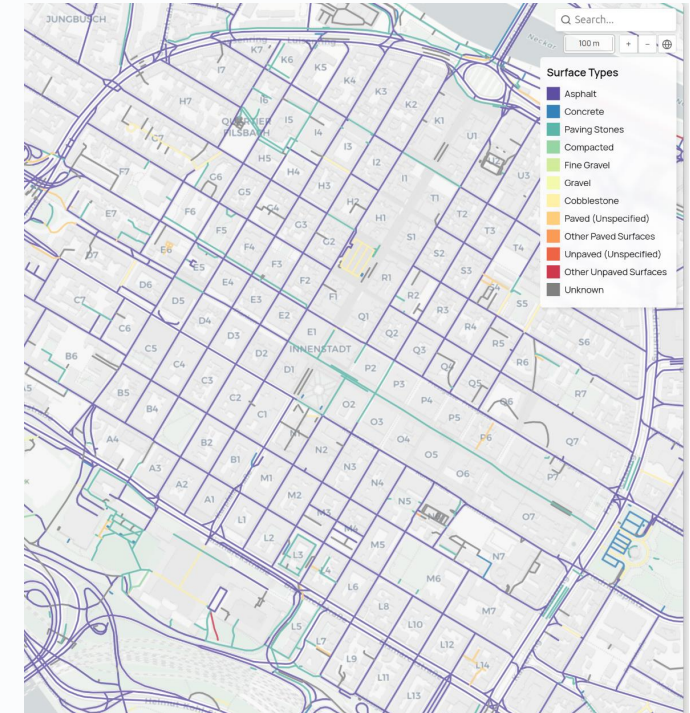 JUNGBUSCH
Search...
Neckar
100 m
+
−
Surface Types
Asphalt
Concrete
Paving Stones
Compacted
Fine Gravel
Gravel
Cobblestone
Paved (Unspecified)
Other Paved Surfaces
Unpaved (Unspecified)
Other Unpaved Surfaces
Unknown
K7
K6
K5
K4
K3
K2
K1
I7
I6
I5
I4
I3
I2
I1
U1
U3
H7
QUARTIER
FILSBACH
H5
H4
H3
H2
H1
G7
G6
G5
G4
G3
G2
T1
T2
T3
T4
F7
F6
F5
F4
F3
F2
F1
S1
S2
S3
S4
S5
S6
E7
E6
E5
E4
E3
E2
E1
R1
R2
R3
R4
R5
R6
R7
D7
D6
D5
D4
D3
D2
D1
INNENSTADT
Q1
Q2
Q3
Q4
Q5
Q6
Q7
C7
C6
C5
C4
C3
C2
C1
P2
P3
P4
P5
P6
P7
B6
B5
B4
B2
B1
O2
O3
O4
O5
O6
O7
A5
A4
A3
A2
A1
N1
N2
N3
N4
N5
N7
M1
M2
M3
M4
M5
M6
M7
L1
L2
L3
L4
L5
L6
L7
L8
L9
L10
L11
L12
L13
L14